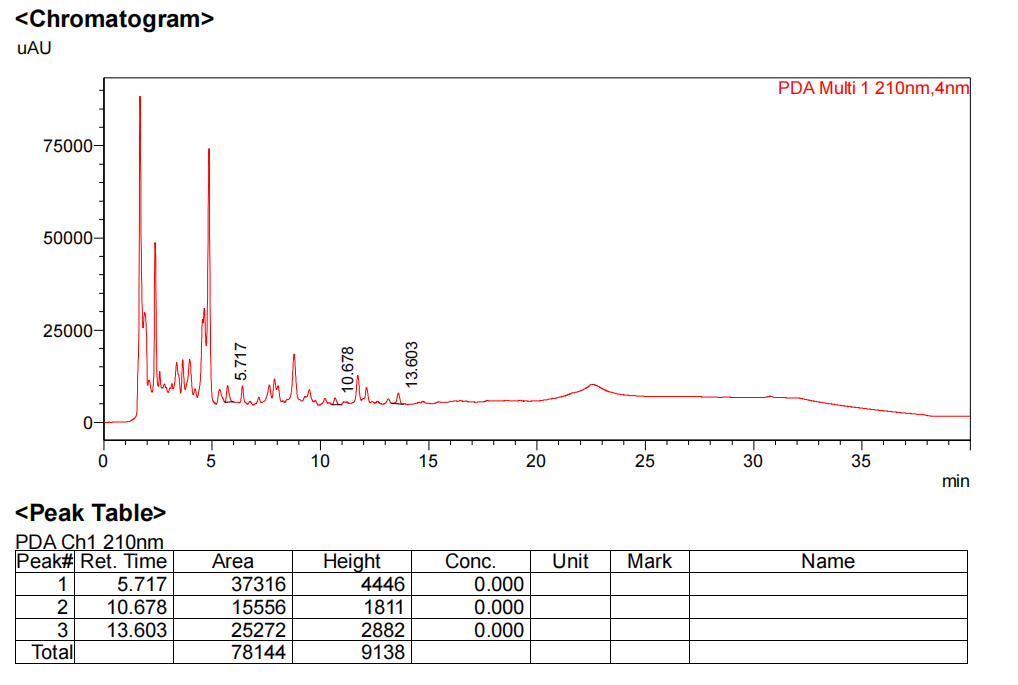 <Chromatogram>
uAU
PDA Multi 1 210nm,4nm
75000
50000
25000
0
5.717
10.678
13.603
0 5 10 15 20 25 30 35
min
<Peak Table>
PDA Ch1 210nm
Peak# Ret. Time Area Height Conc. Unit Mark Name
1 5.717 37316 4446 0.000
2 10.678 15556 1811 0.000
3 13.603 25272 2882 0.000
Total 78144 9138